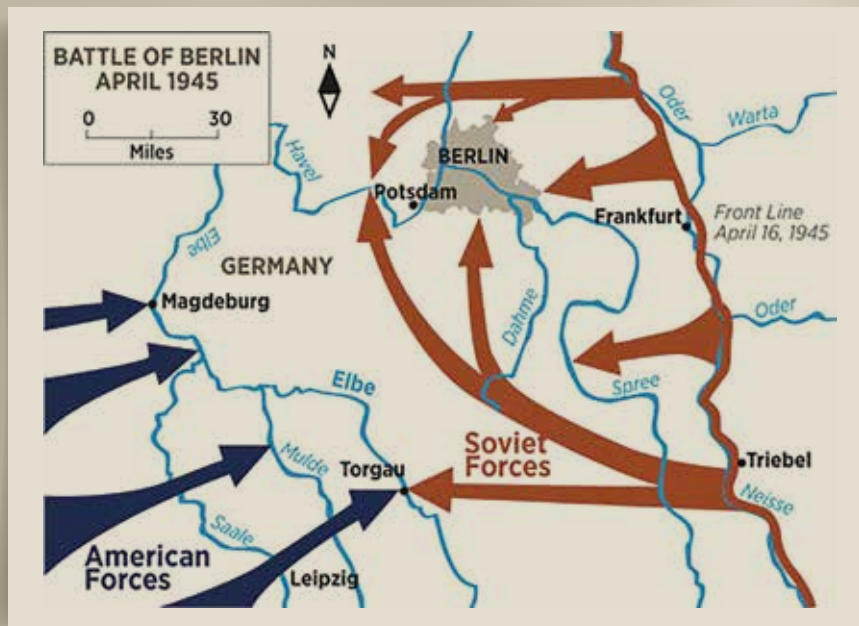 BATTLE OF BERLIN
APRIL 1945
0 30
Miles
N
Oder
Warta
Havel
BERLIN
Potsdam
Frankfurt
Front Line
April 16, 1945
Elbe
GERMANY
Magdeburg
Dahme
Oder
Elbe
Spree
Soviet
Forces
Mulde
Torgau
Triebel
Neisse
Saale
American
Forces
Leipzig